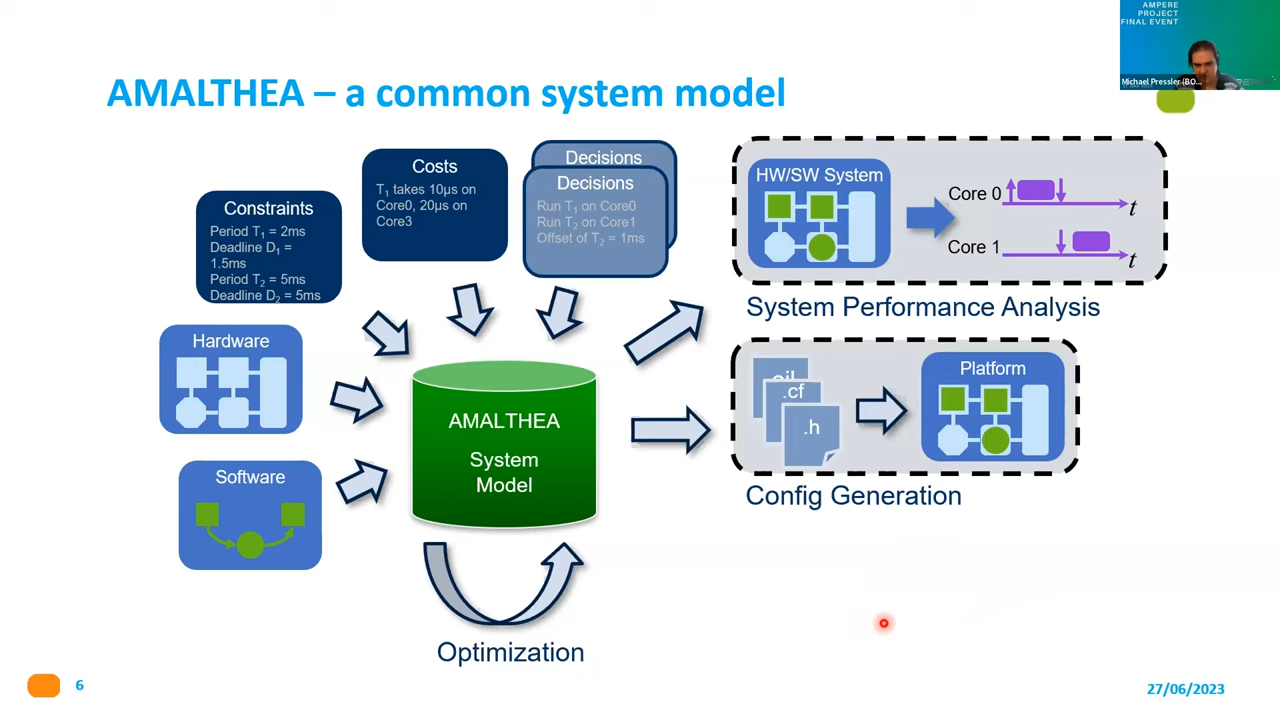 AMPERE
PROJECT
FINAL EVENT
Michael Pressler (BO...
AMALTHEA – a common system model
Constraints
Period T1 = 2ms
Deadline D1 =
1.5ms
Period T2 = 5ms
Deadline D2 = 5ms
Costs
T1 takes 10µs on
Core0, 20µs on
Core3
Decisions
Decisions
Run T1 on Core0
Run T2 on Core1
Offset of T2 = 1ms
HW/SW System
Core 0
t
Core 1
t
System Performance Analysis
Hardware
Software
AMALTHEA
System
Model
.oil
.cf
.h
Platform
Config Generation
Optimization
6
27/06/2023